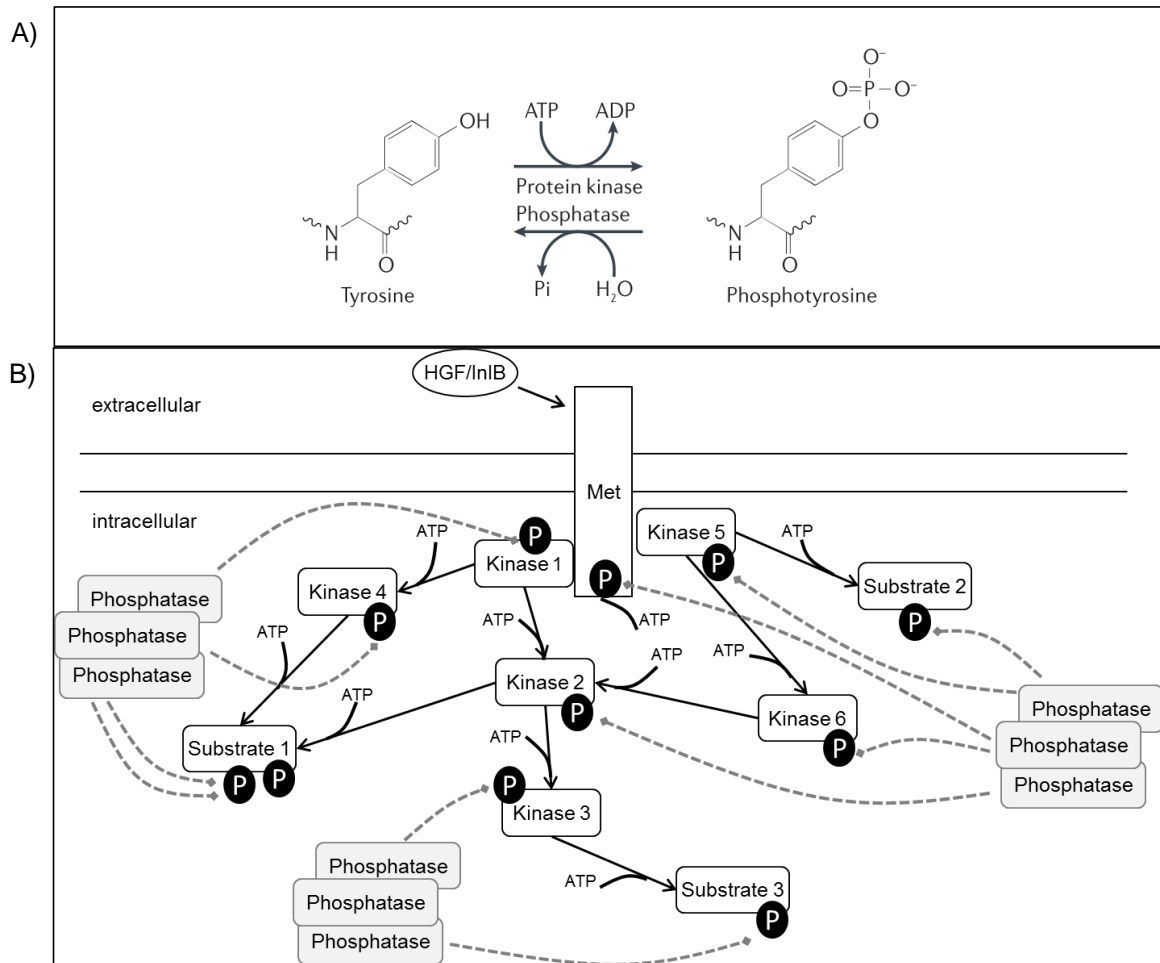 A)
OH
N
H
O
Tyrosine
ATP
ADP
Protein kinase
Phosphatase
Pi
H₂O
O⁻
O=P–O⁻
O
N
H
O
Phosphotyrosine
B)
HGF/InlB
extracellular
Met
intracellular
ATP
P
Kinase 1
Kinase 5
P
ATP
Kinase 4
P
P
ATP
Substrate 2
P
Phosphatase
Phosphatase
Phosphatase
ATP
ATP
ATP
ATP
Kinase 2
P
Kinase 6
P
ATP
Substrate 1
P
P
ATP
Phosphatase
Phosphatase
Phosphatase
P
Kinase 3
Phosphatase
Phosphatase
Phosphatase
ATP
Substrate 3
P